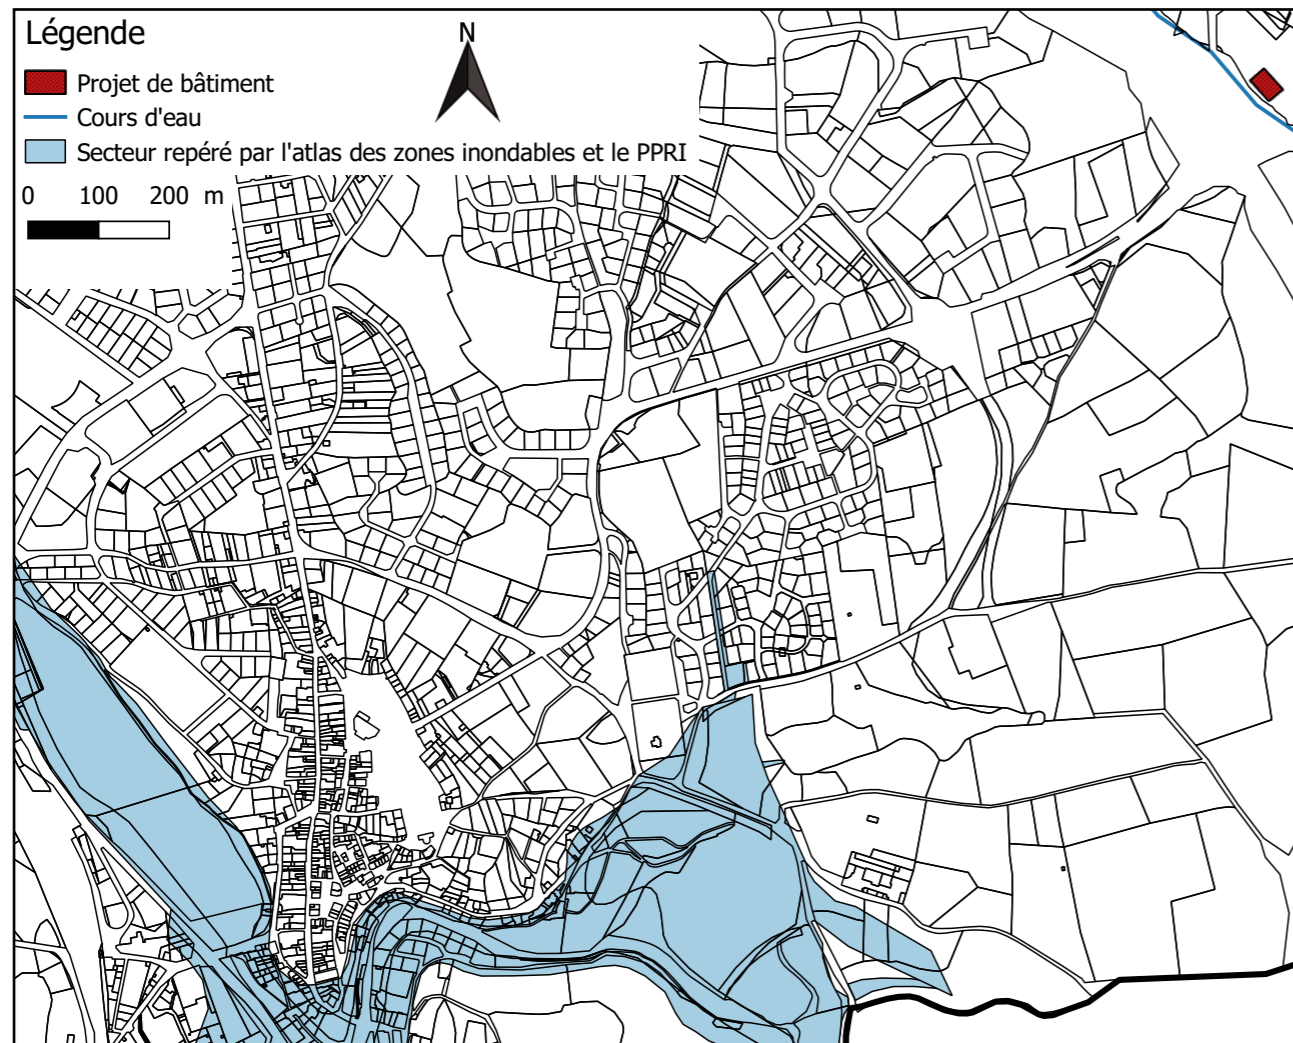 Légende
N
Projet de bâtiment
Cours d'eau
Secteur repéré par l'atlas des zones inondables et le PPRI
0 100 200 m